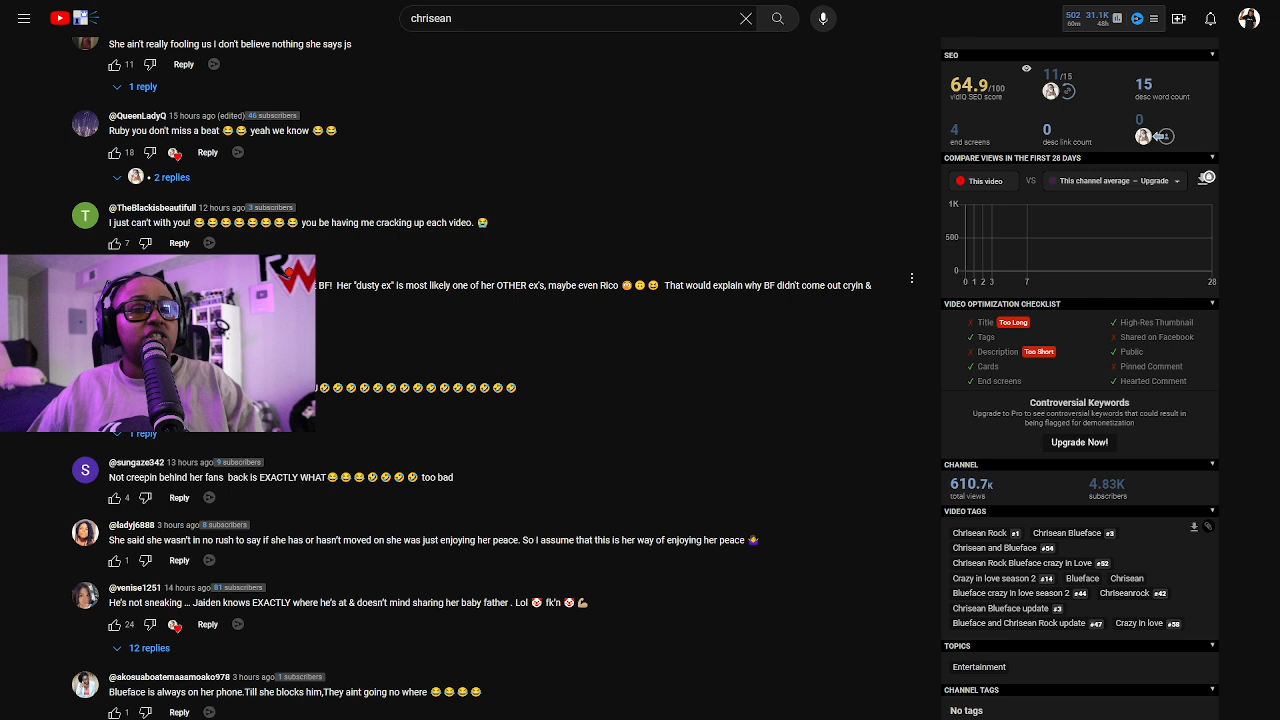 chrisean
502 31.1K
60m 48h
She ain't really fooling us I don't believe nothing she says js
11 Reply
1 reply
@QueenLadyQ 15 hours ago (edited) 46 subscribers
Ruby you don't miss a beat 😂 😂 yeah we know 😂 😂
18 Reply
• 2 replies
T
@TheBlackisbeautifull 12 hours ago 3 subscribers
I just can't with you! 😂 😂 😂 😂 😂 😂 😂 😂 you be having me cracking up each video. 😭
7 Reply
BF! Her "dusty ex" is most likely one of her OTHER ex's, maybe even Rico That would explain why BF didn't come out cryin &
🤣 🤣 🤣 🤣 🤣 🤣 🤣 🤣 🤣 🤣 🤣 🤣 🤣 🤣 🤣
1 reply
S
@sungaze342 13 hours ago 9 subscribers
Not creepin behind her fans back is EXACTLY WHAT😂 😂 😂 🤣 🤣 🤣 🤣 too bad
4 Reply
@ladyj6888 3 hours ago 8 subscribers
She said she wasn't in no rush to say if she has or hasn't moved on she was just enjoying her peace. So I assume that this is her way of enjoying her peace 🤷‍♀️
1 Reply
@venise1251 14 hours ago 81 subscribers
He's not sneaking … Jaiden knows EXACTLY where he's at & doesn't mind sharing her baby father . Lol 🤡 fk'n 🤡 💪🏽
24 Reply
12 replies
@akosuaboatemaaamoako978 3 hours ago 1 subscribers
Blueface is always on her phone.Till she blocks him,They aint going no where 😂 😂 😂 😂
1 Reply
RW
SEO
64.9/100
vidIQ SEO score
11/15
15
desc word count
4
end screens
0
desc link count
0
COMPARE VIEWS IN THE FIRST 28 DAYS
This video VS This channel average – Upgrade
1K
500
0
0 1 2 3 7 28
VIDEO OPTIMIZATION CHECKLIST
✗ Title Too Long
✓ High-Res Thumbnail
✓ Tags
✗ Shared on Facebook
✗ Description Too Short
✓ Public
✓ Cards
✗ Pinned Comment
✓ End screens
✓ Hearted Comment
Controversial Keywords
Upgrade to Pro to see controversial keywords that could result in
being flagged for demonetization
Upgrade Now!
CHANNEL
610.7K
total views
4.83K
subscribers
VIDEO TAGS
Chrisean Rock #1 Chrisean Blueface #3
Chrisean and Blueface #54
Chrisean Rock Blueface crazy In Love #52
Crazy in love season 2 #14 Blueface Chrisean
Blueface crazy in love season 2 #44 Chriseanrock #42
Chrisean Blueface update #3
Blueface and Chrisean Rock update #47 Crazy in love #58
TOPICS
Entertainment
CHANNEL TAGS
No tags